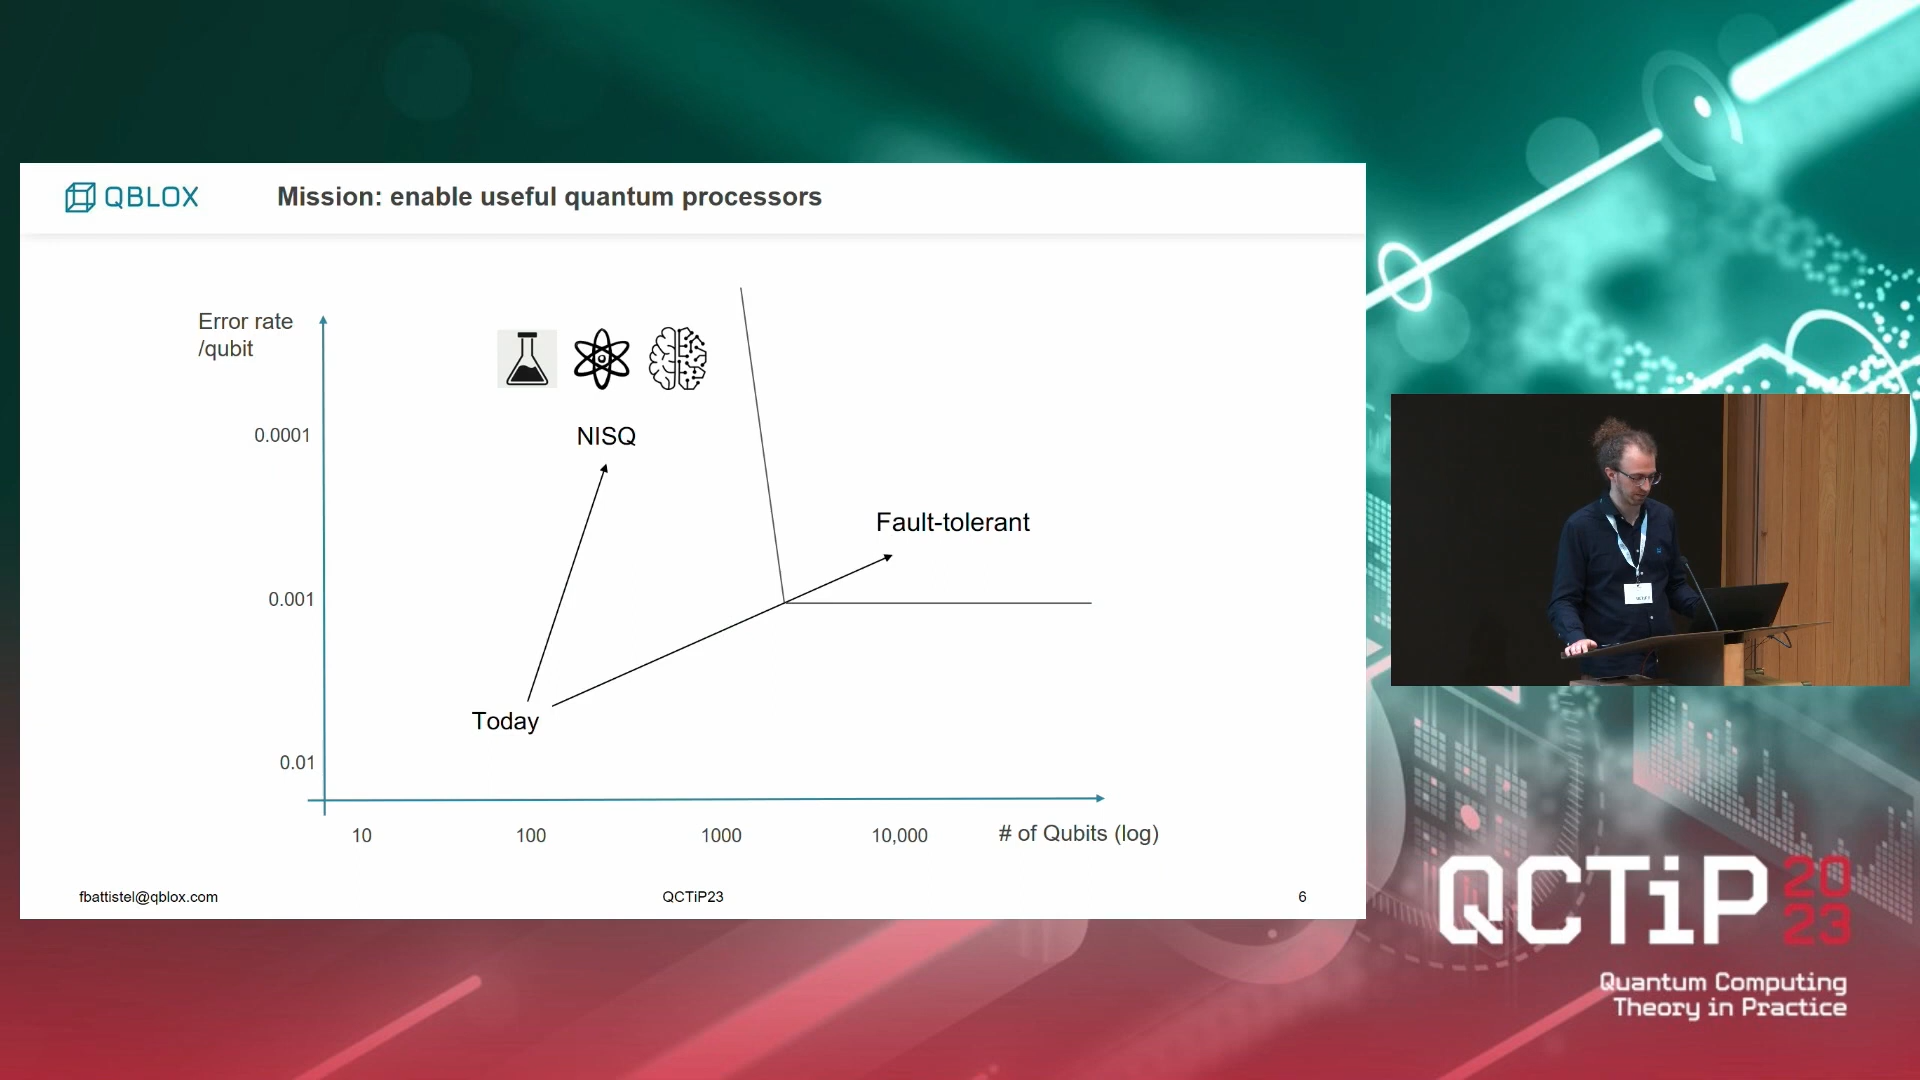 QBLOX
Mission: enable useful quantum processors
Error rate
/qubit
0.0001
0.001
0.01
NISQ
Fault-tolerant
Today
10
100
1000
10,000
# of Qubits (log)
fbattistel@qblox.com
QCTiP23
6
QCTiP 20
23
Quantum Computing
Theory in Practice